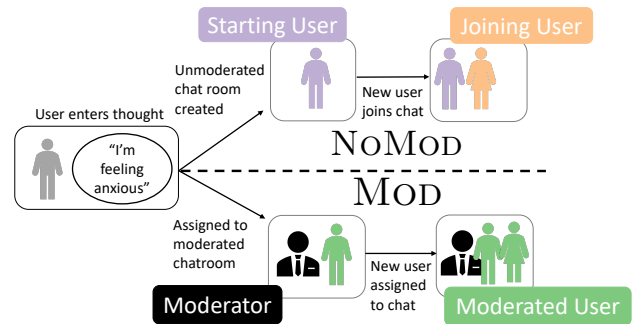 Starting User
Joining User
Unmoderated
chat room
created
New user
joins chat
User enters thought
“I’m
feeling
anxious”
NOMOD
MOD
Assigned to
moderated
chatroom
New user
assigned
to chat
Moderator
Moderated User